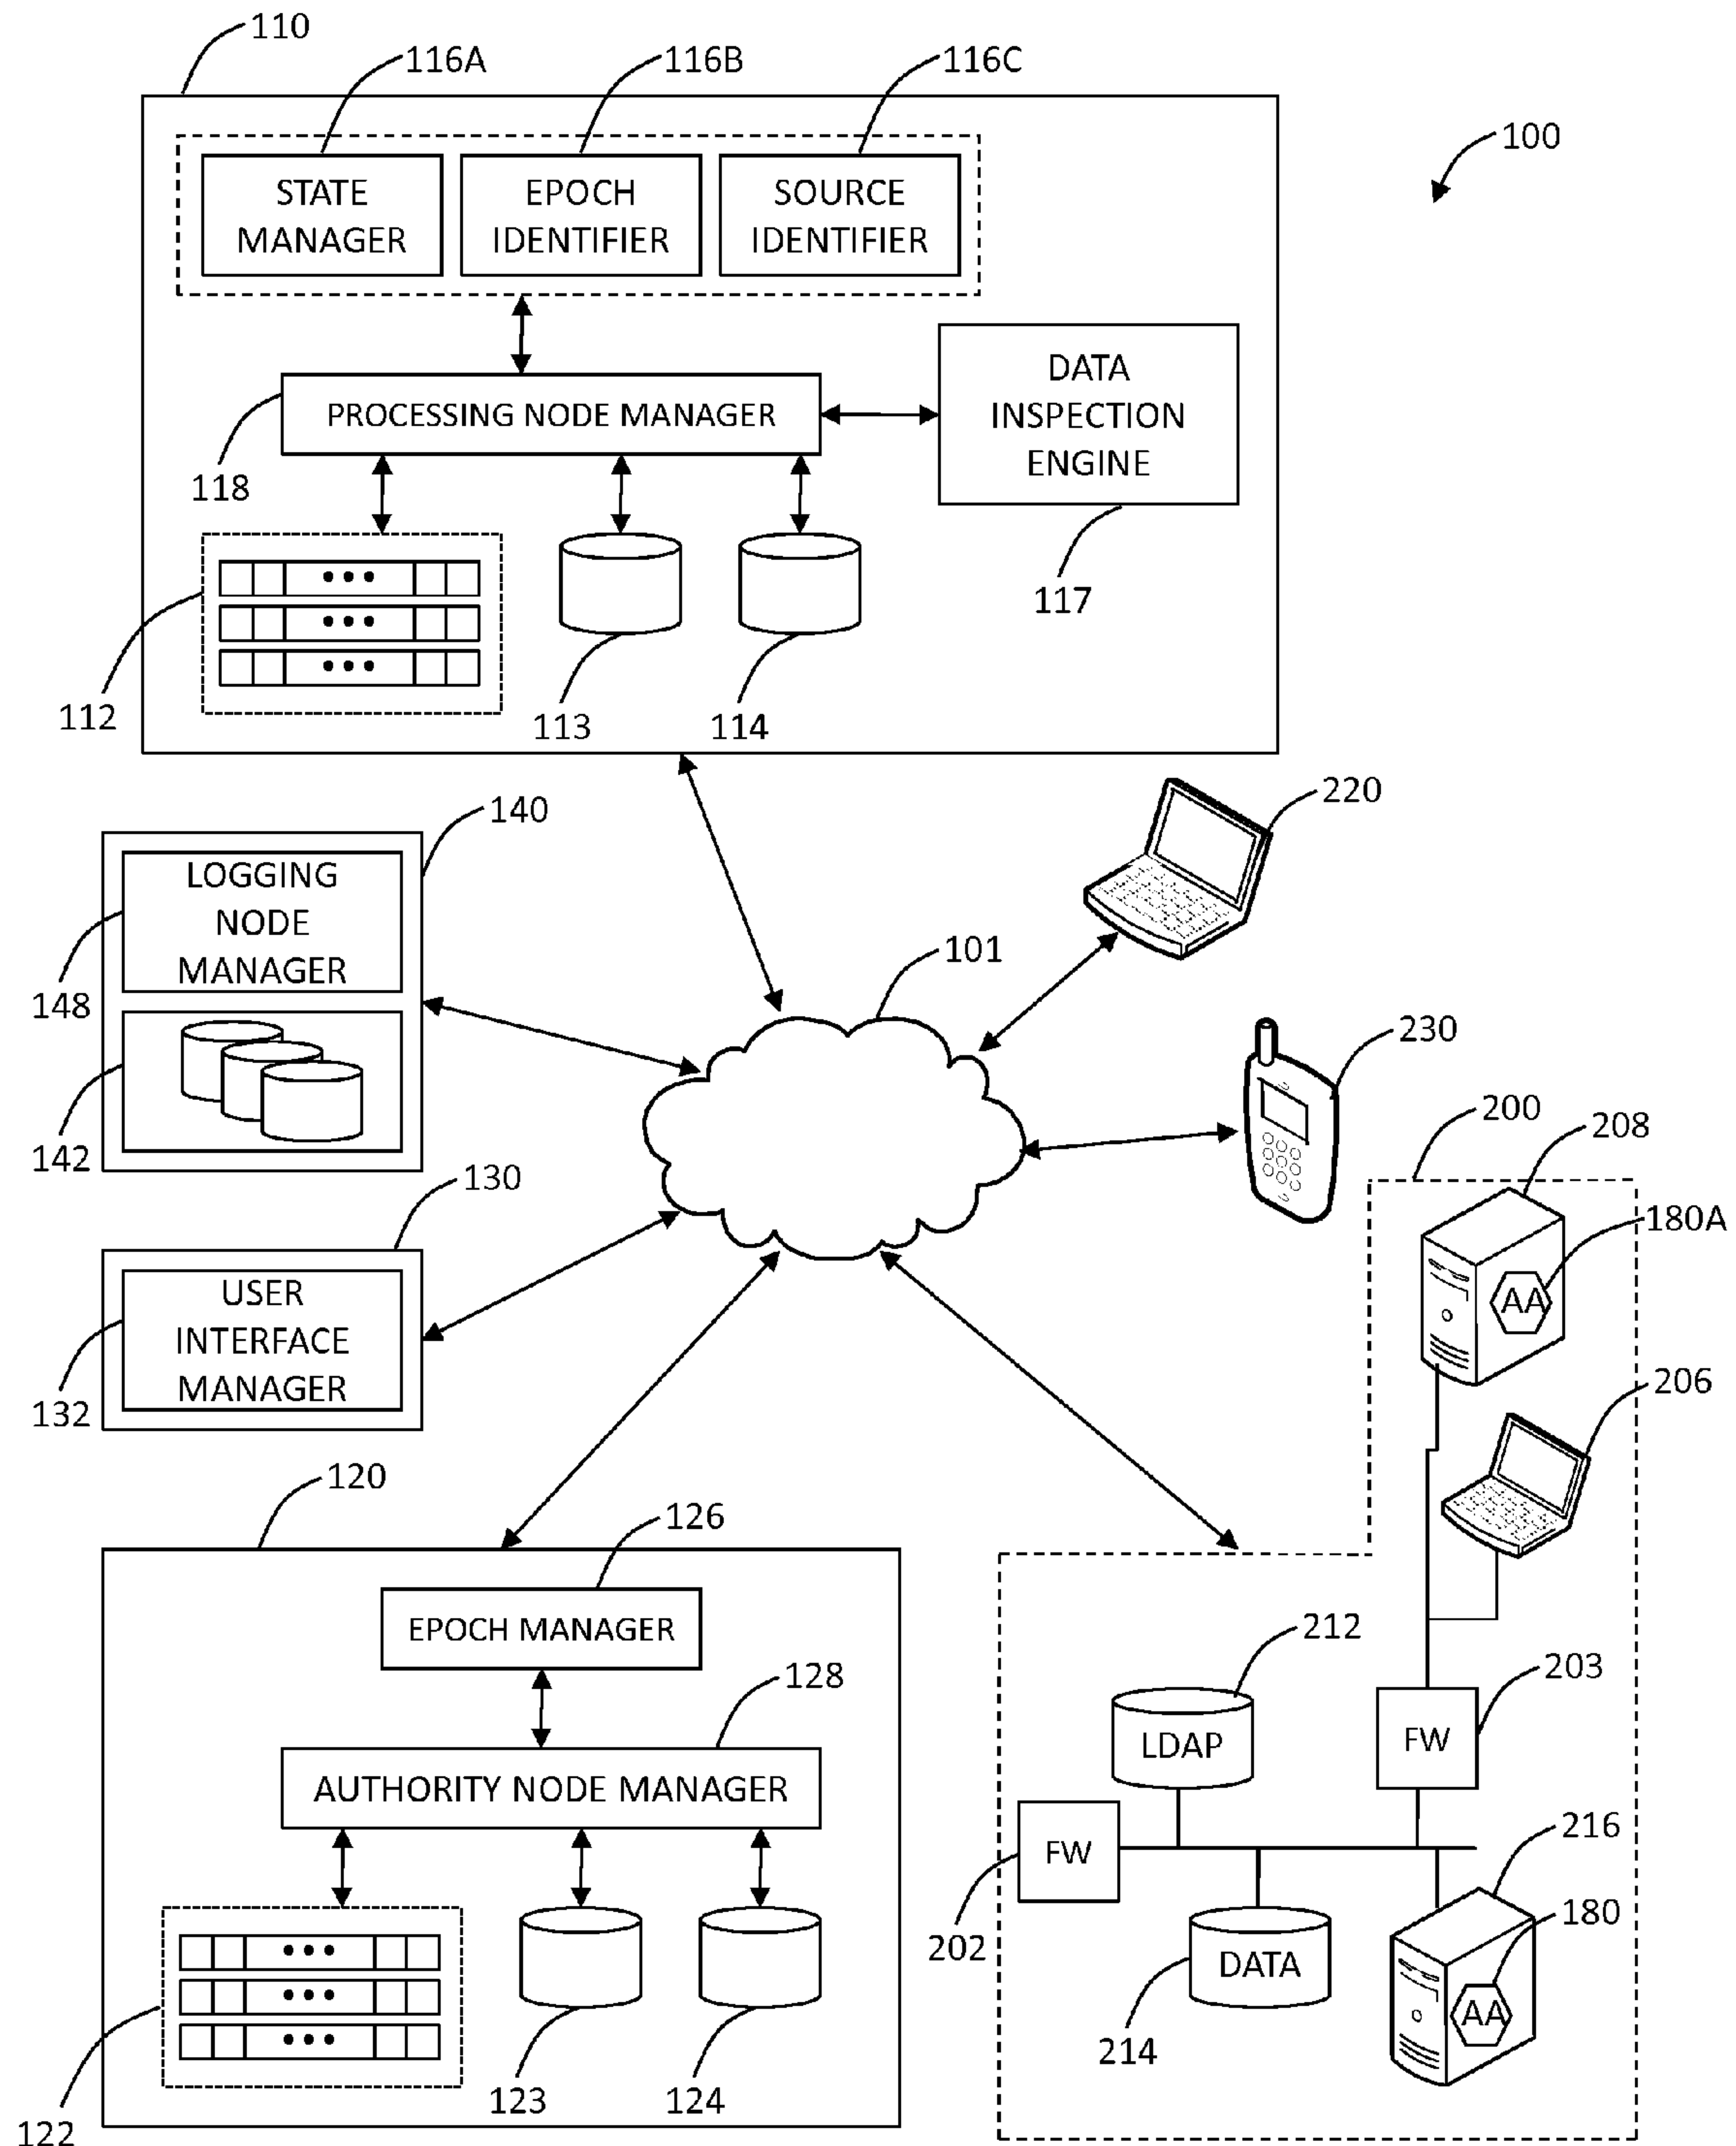 110
116A
116B
116C
100
STATE
MANAGER
EPOCH
IDENTIFIER
SOURCE
IDENTIFIER
DATA
INSPECTION
ENGINE
PROCESSING NODE MANAGER
118
117
112
113
114
220
140
LOGGING
NODE
MANAGER
148
142
101
230
200
208
180A
AA
130
USER
INTERFACE
MANAGER
132
206
120
126
EPOCH MANAGER
128
AUTHORITY NODE MANAGER
122
123
124
212
LDAP
203
FW
FW
202
216
180
AA
DATA
214